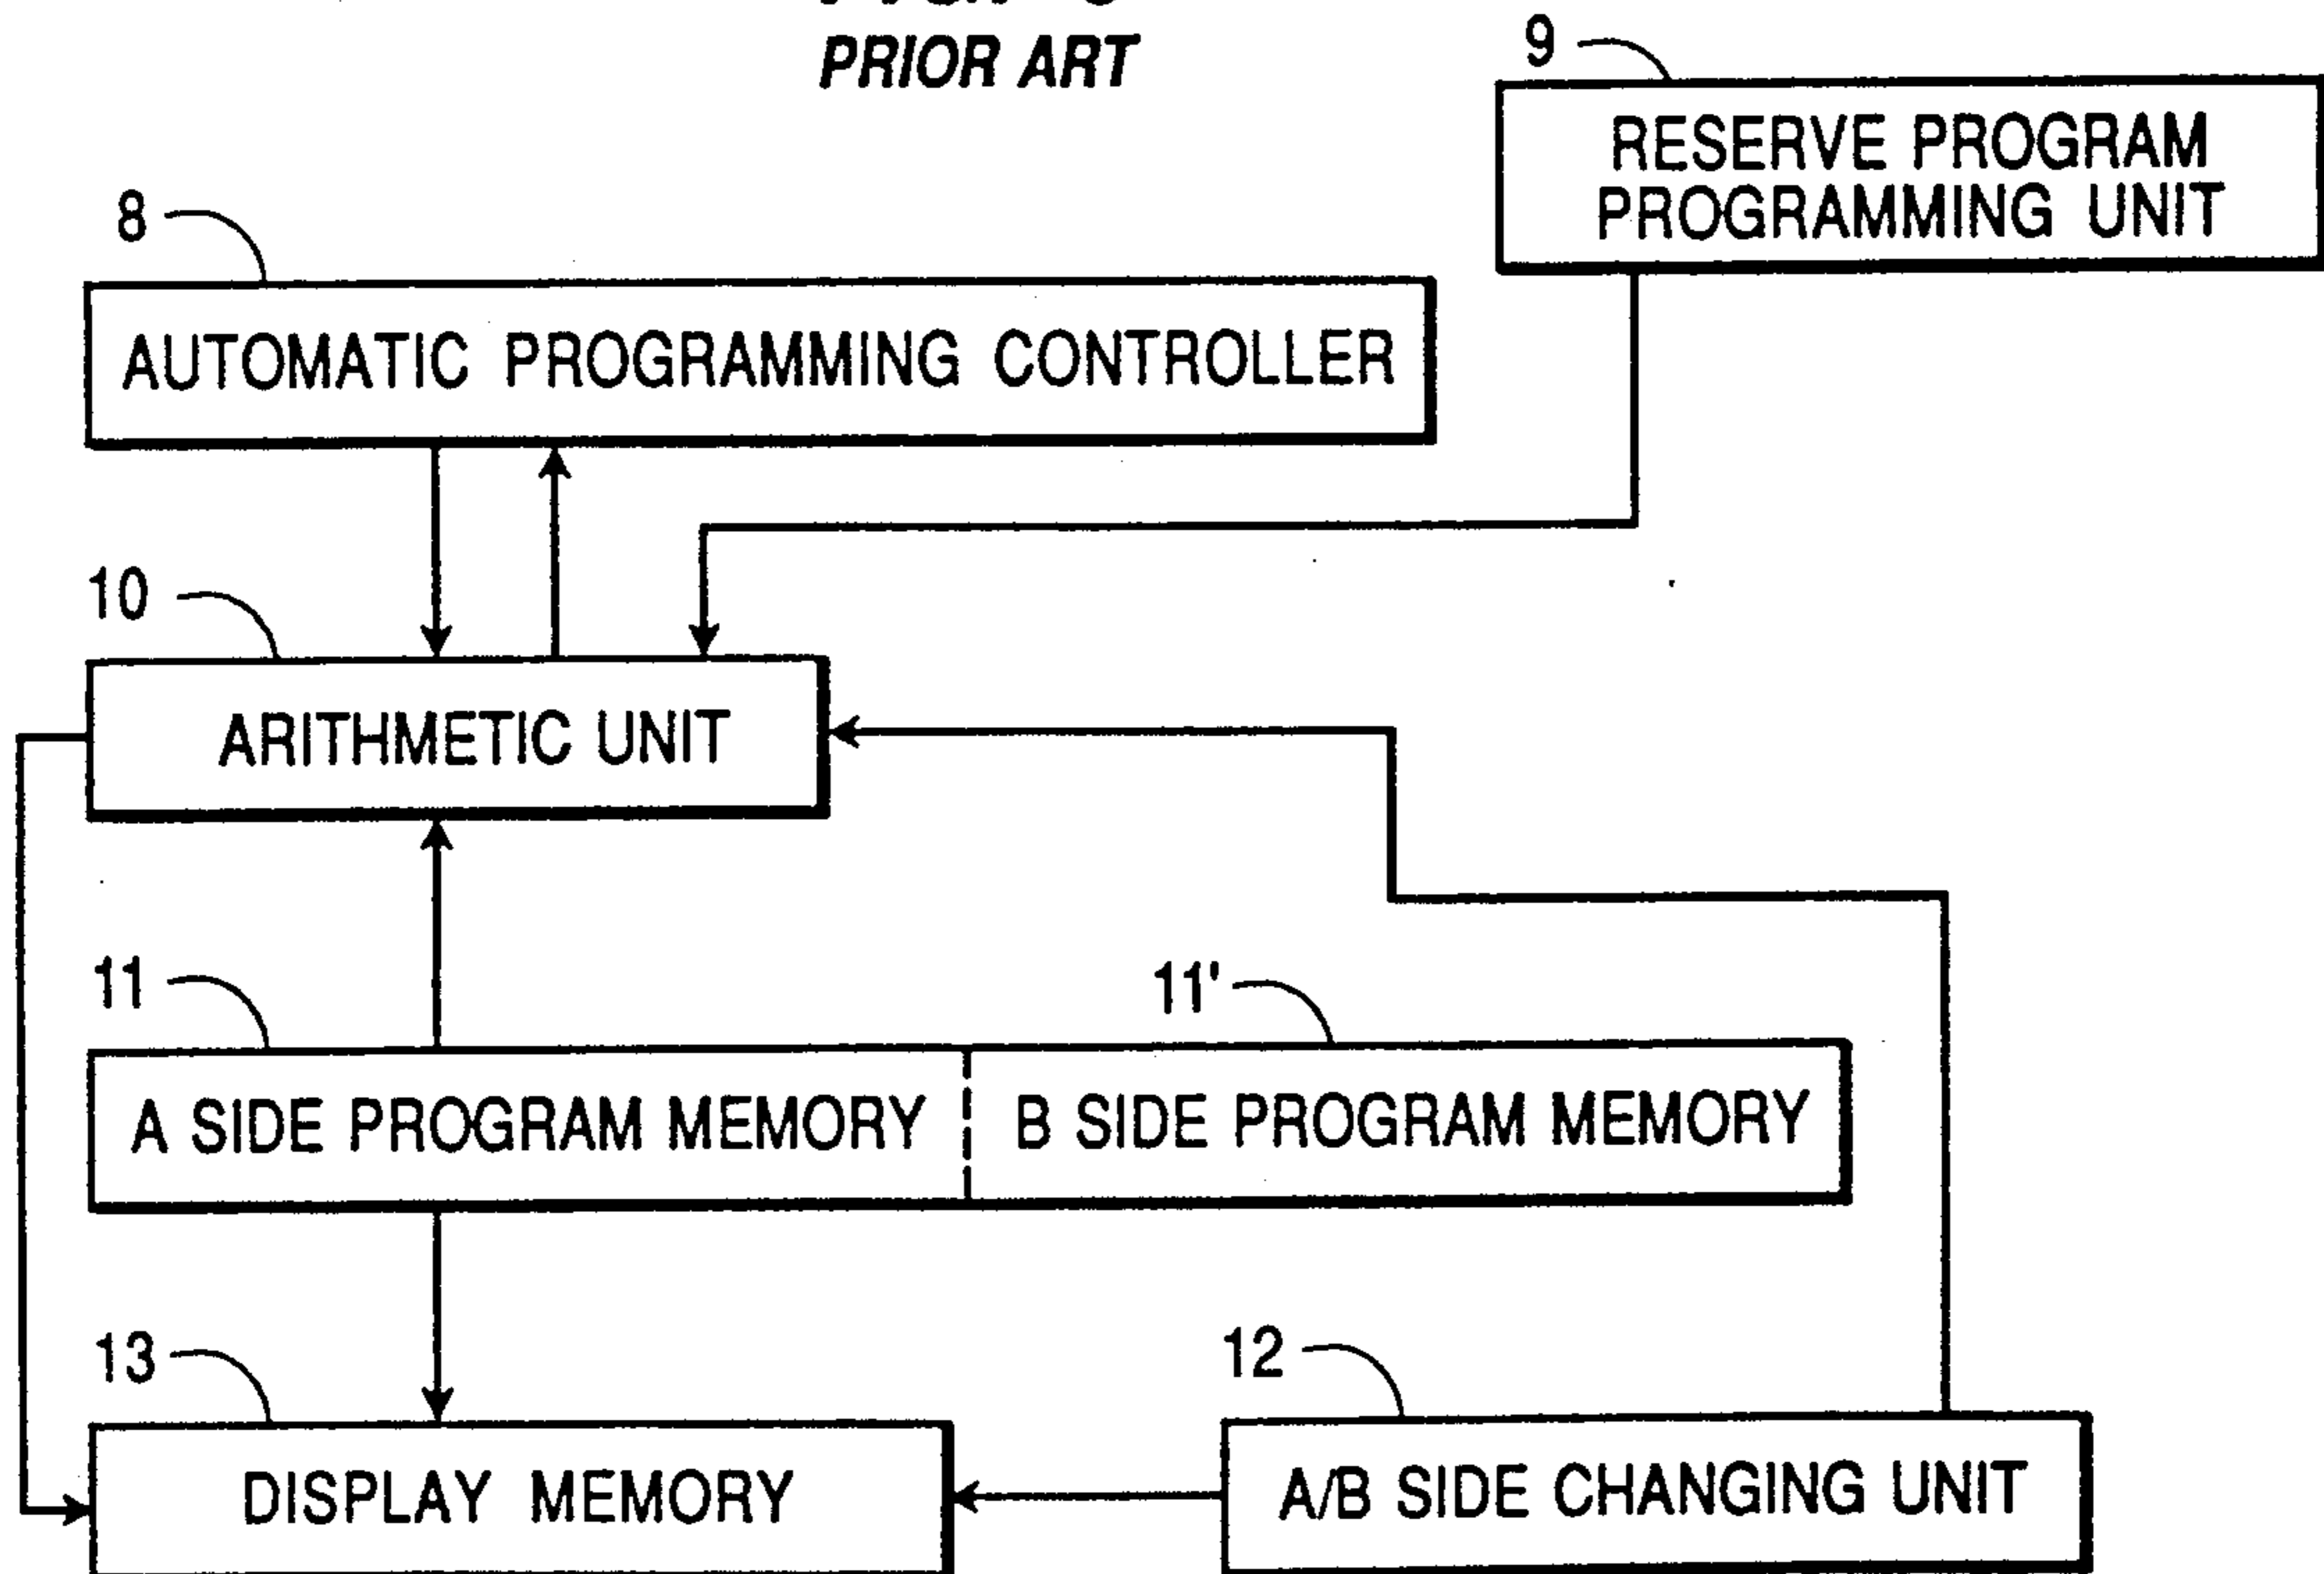 PRIOR ART
9
RESERVE PROGRAM
PROGRAMMING UNIT
8
AUTOMATIC PROGRAMMING CONTROLLER
10
ARITHMETIC UNIT
11
11'
A SIDE PROGRAM MEMORY
B SIDE PROGRAM MEMORY
13
12
DISPLAY MEMORY
A/B SIDE CHANGING UNIT